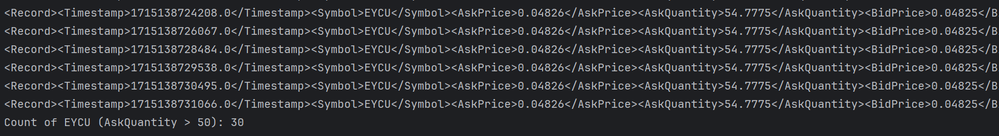 <Record><Timestamp>1715138724208.0</Timestamp><Symbol>EYCU</Symbol><AskPrice>0.04826</AskPrice><AskQuantity>54.7775</AskQuantity><BidPrice>0.04825</B
<Record><Timestamp>1715138726067.0</Timestamp><Symbol>EYCU</Symbol><AskPrice>0.04826</AskPrice><AskQuantity>54.7775</AskQuantity><BidPrice>0.04825</B
<Record><Timestamp>1715138728484.0</Timestamp><Symbol>EYCU</Symbol><AskPrice>0.04826</AskPrice><AskQuantity>54.7775</AskQuantity><BidPrice>0.04825</B
<Record><Timestamp>1715138729538.0</Timestamp><Symbol>EYCU</Symbol><AskPrice>0.04826</AskPrice><AskQuantity>54.7775</AskQuantity><BidPrice>0.04825</B
<Record><Timestamp>1715138730495.0</Timestamp><Symbol>EYCU</Symbol><AskPrice>0.04826</AskPrice><AskQuantity>54.7775</AskQuantity><BidPrice>0.04825</B
<Record><Timestamp>1715138731066.0</Timestamp><Symbol>EYCU</Symbol><AskPrice>0.04826</AskPrice><AskQuantity>54.7775</AskQuantity><BidPrice>0.04825</B
Count of EYCU (AskQuantity > 50): 30